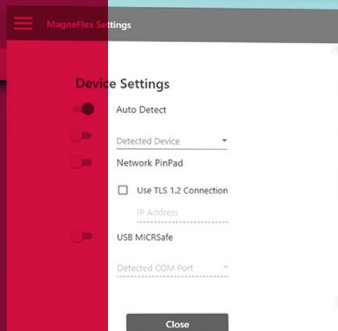 MagneFlex Settings
Device Settings
Auto Detect
Detected Device
Network PinPad
Use TLS 1.2 Connection
IP Address
USB MICRSafe
Detected COM Port
Close